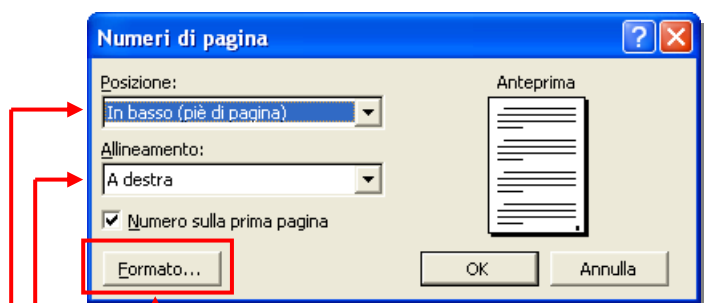 Numeri di pagina
Posizione:
Anteprima
In basso (piè di pagina)
Allineamento:
A destra
Numero sulla prima pagina
Formato...
OK
Annulla